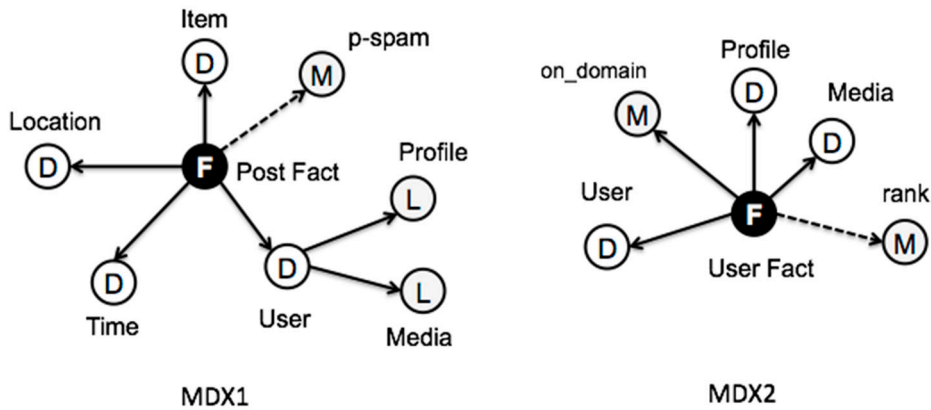 Item
D
p-spam
M
Location
D
F
Post Fact
Profile
L
D
Time
D
User
L
Media
MDX1
Profile
D
on_domain
M
Media
D
User
D
F
User Fact
rank
M
MDX2